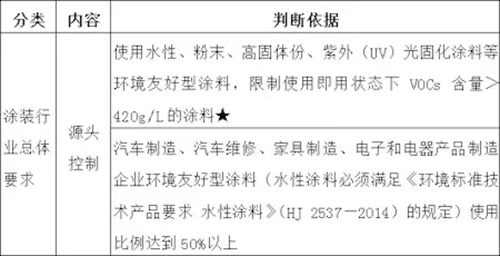 分类 内容 判断依据
使用水性、粉末、高固体份、紫外（UV）光固化涂料等
环境友好型涂料，限制使用即用状态下 VOCs 含量＞
420g/L的涂料★
涂装行
业总体
要求
源头
控制
汽车制造、汽车维修、家具制造、电子和电器产品制造
企业环境友好型涂料（水性涂料必须满足《环境标准技
术产品要求 水性涂料》（HJ 2537—2014）的规定）使用
比例达到50%以上